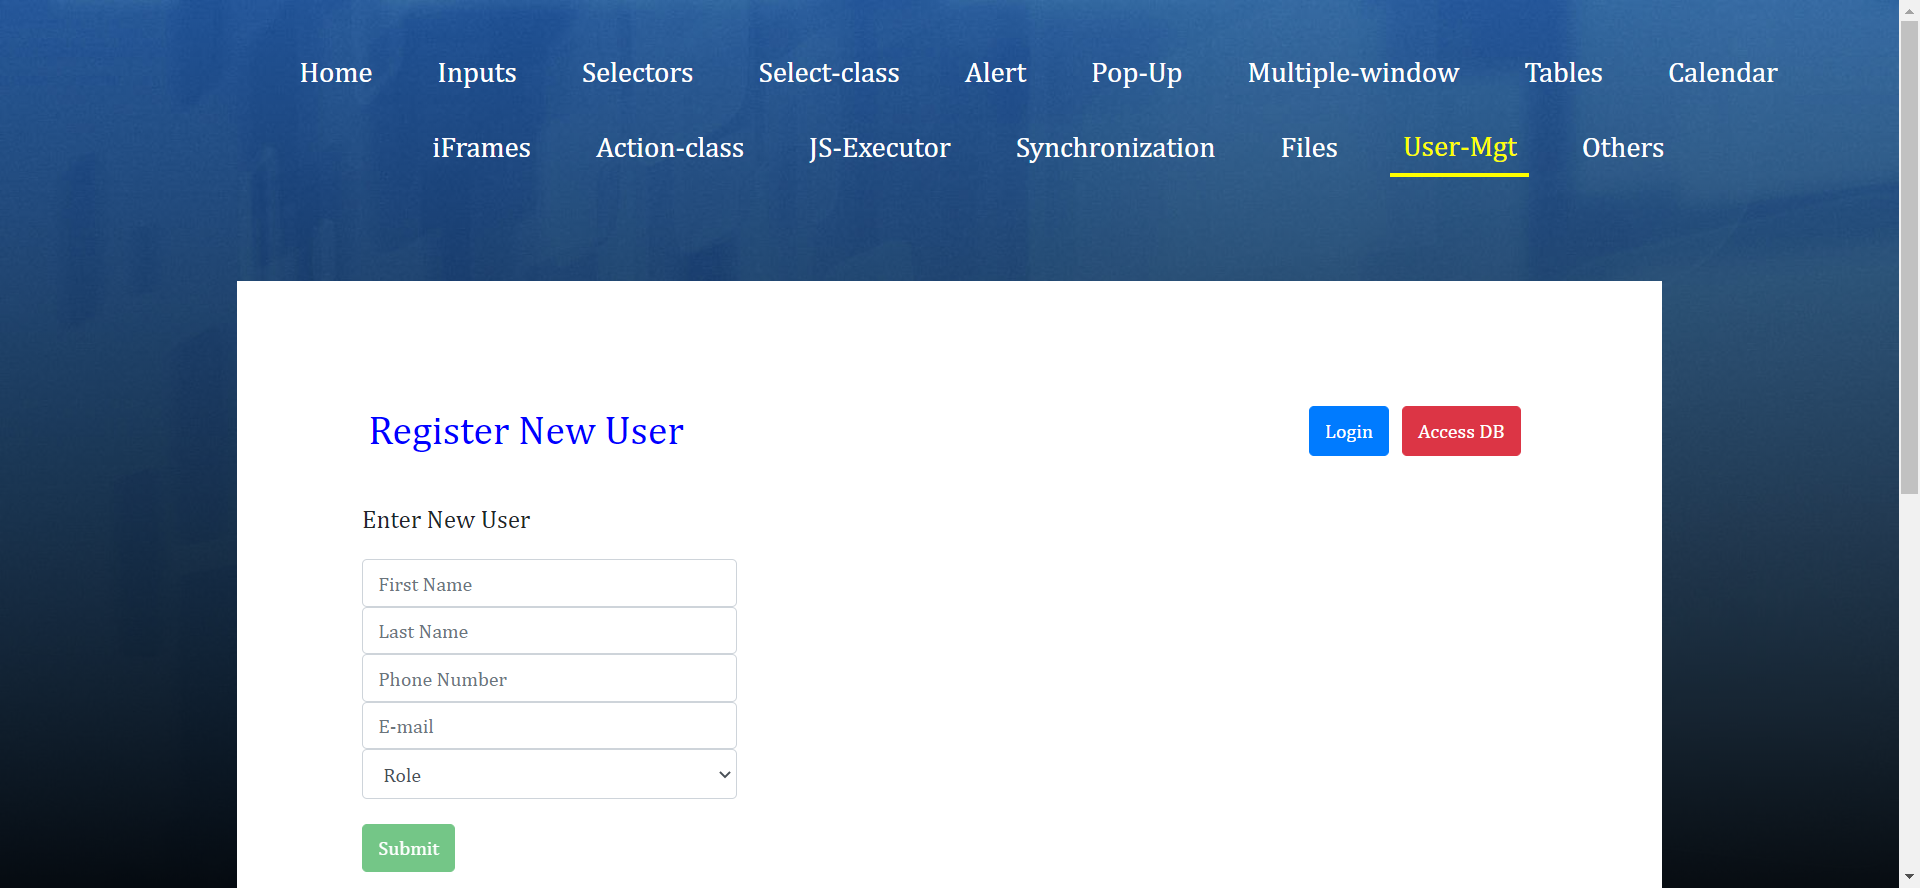 Home Inputs Selectors Select-class Alert Pop-Up Multiple-window Tables Calendar
iFrames Action-class JS-Executor Synchronization Files User-Mgt Others
Register New User
Login Access DB
Enter New User
First Name
Last Name
Phone Number
E-mail
Role
Submit